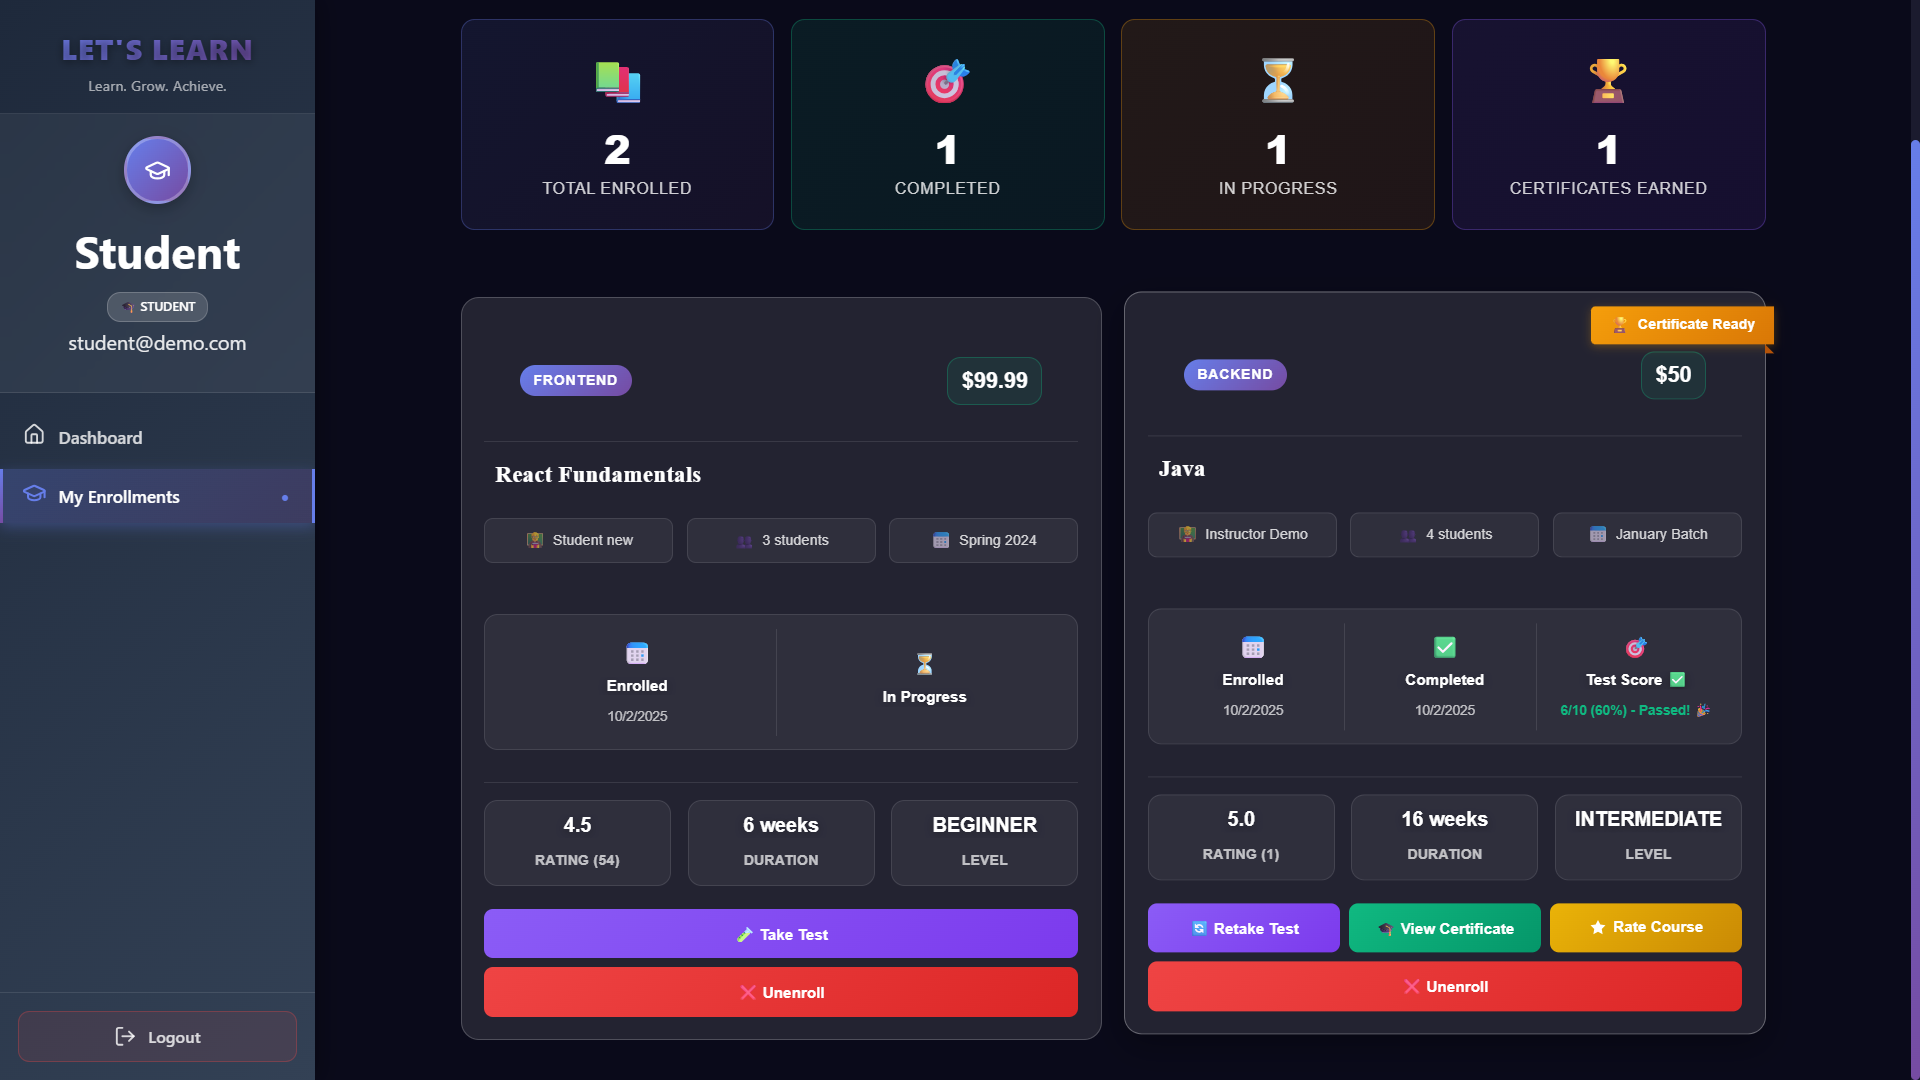 LET'S LEARN
Learn. Grow. Achieve.
Student
STUDENT
student@demo.com
Dashboard
My Enrollments
Logout
2
TOTAL ENROLLED
1
COMPLETED
1
IN PROGRESS
1
CERTIFICATES EARNED
FRONTEND
$99.99
React Fundamentals
Student new
3 students
Spring 2024
Enrolled
10/2/2025
In Progress
4.5
RATING (54)
6 weeks
DURATION
BEGINNER
LEVEL
Take Test
Unenroll
Certificate Ready
BACKEND
$50
Java
Instructor Demo
4 students
January Batch
Enrolled
10/2/2025
Completed
10/2/2025
Test Score
6/10 (60%) - Passed!
5.0
RATING (1)
16 weeks
DURATION
INTERMEDIATE
LEVEL
Retake Test
View Certificate
Rate Course
Unenroll